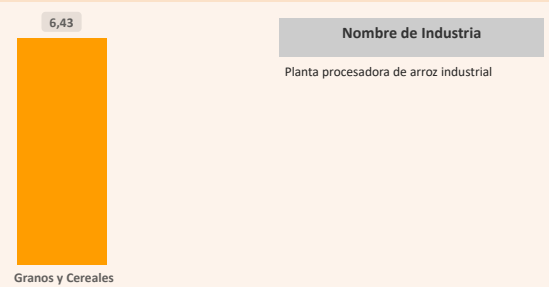 6,43
Granos y Cereales
Nombre de Industria
Planta procesadora de arroz industrial